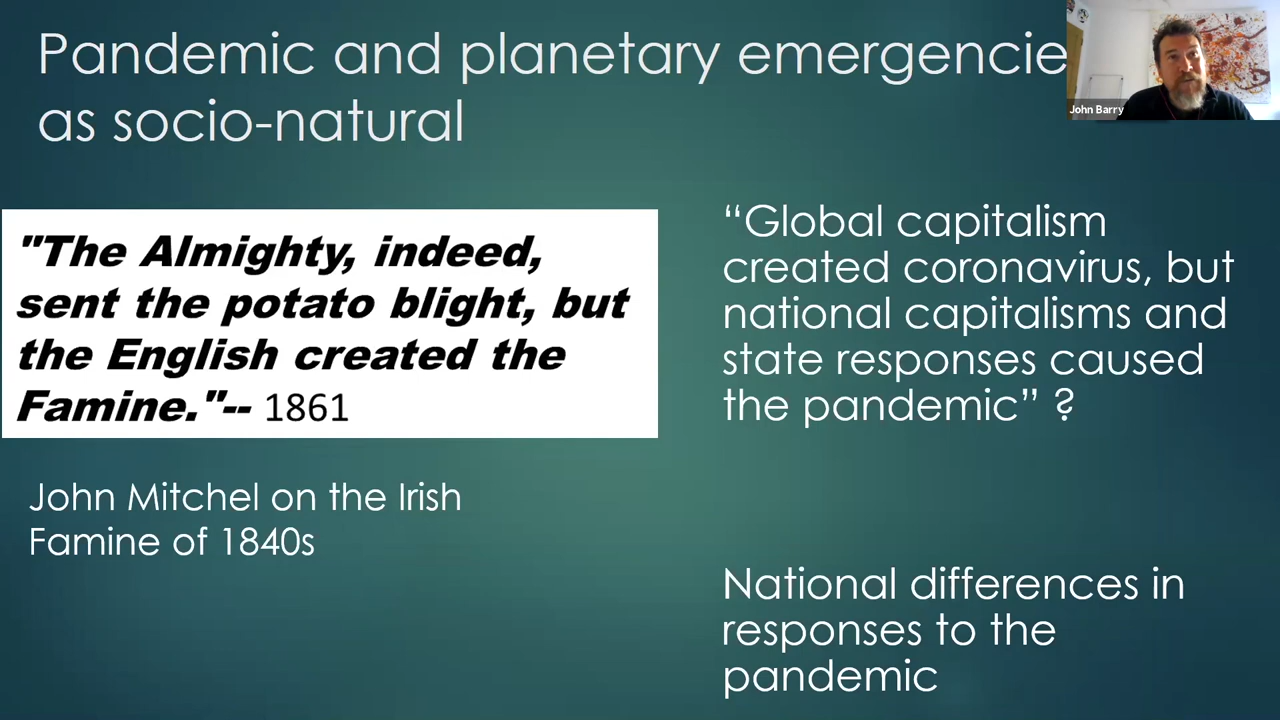 Pandemic and planetary emergencie
as socio-natural
John Barry
"The Almighty, indeed,
sent the potato blight, but
the English created the
Famine."-- 1861
John Mitchel on the Irish
Famine of 1840s
“Global capitalism
created coronavirus, but
national capitalisms and
state responses caused
the pandemic” ?
National differences in
responses to the
pandemic